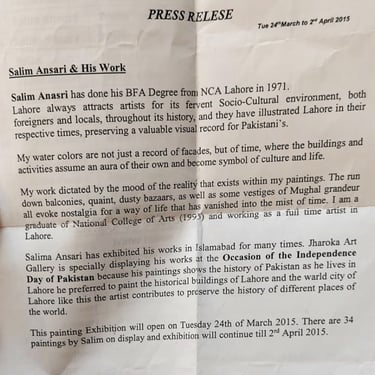 PRESS RELESE
Tue 24th March to 2nd April 2015
Salim Ansari & His Work
Salim Anasri has done his BFA Degree from NCA Lahore in 1971.
Lahore always attracts artists for its fervent Socio-Cultural environment, both
foreigners and locals, throughout its history, and they have illustrated Lahore in their
respective times, preserving a valuable visual record for Pakistani's.
My water colors are not just a record of facades, but of time, where the buildings and
activities assume an aura of their own and become symbol of culture and life.
My work dictated by the mood of the reality that exists within my paintings. The run
down balconies, quaint, dusty bazaars, as well as some vestiges of Mughal grandeur
all evoke nostalgia for a way of life that has vanished into the mist of time. I am a
graduate of National College of Arts (1995) and working as a full time artist in
Lahore.
Salima Ansari has exhibited his works in Islamabad for many times. Jharoka Art
Gallery is specially displaying his works at the Occasion of the Independence
Day of Pakistan because his paintings shows the history of Pakistan as he lives in
Lahore he preferred to paint the historical buildings of Lahore and the warld city of
Lahore like this the artist contributes to preserve the history of different places of
the world.
This painting Exhibition will open on Tuesday 24th of March 2015. There are 34
paintings by Salim on display and exhibition will continue till 2nd April 2015.